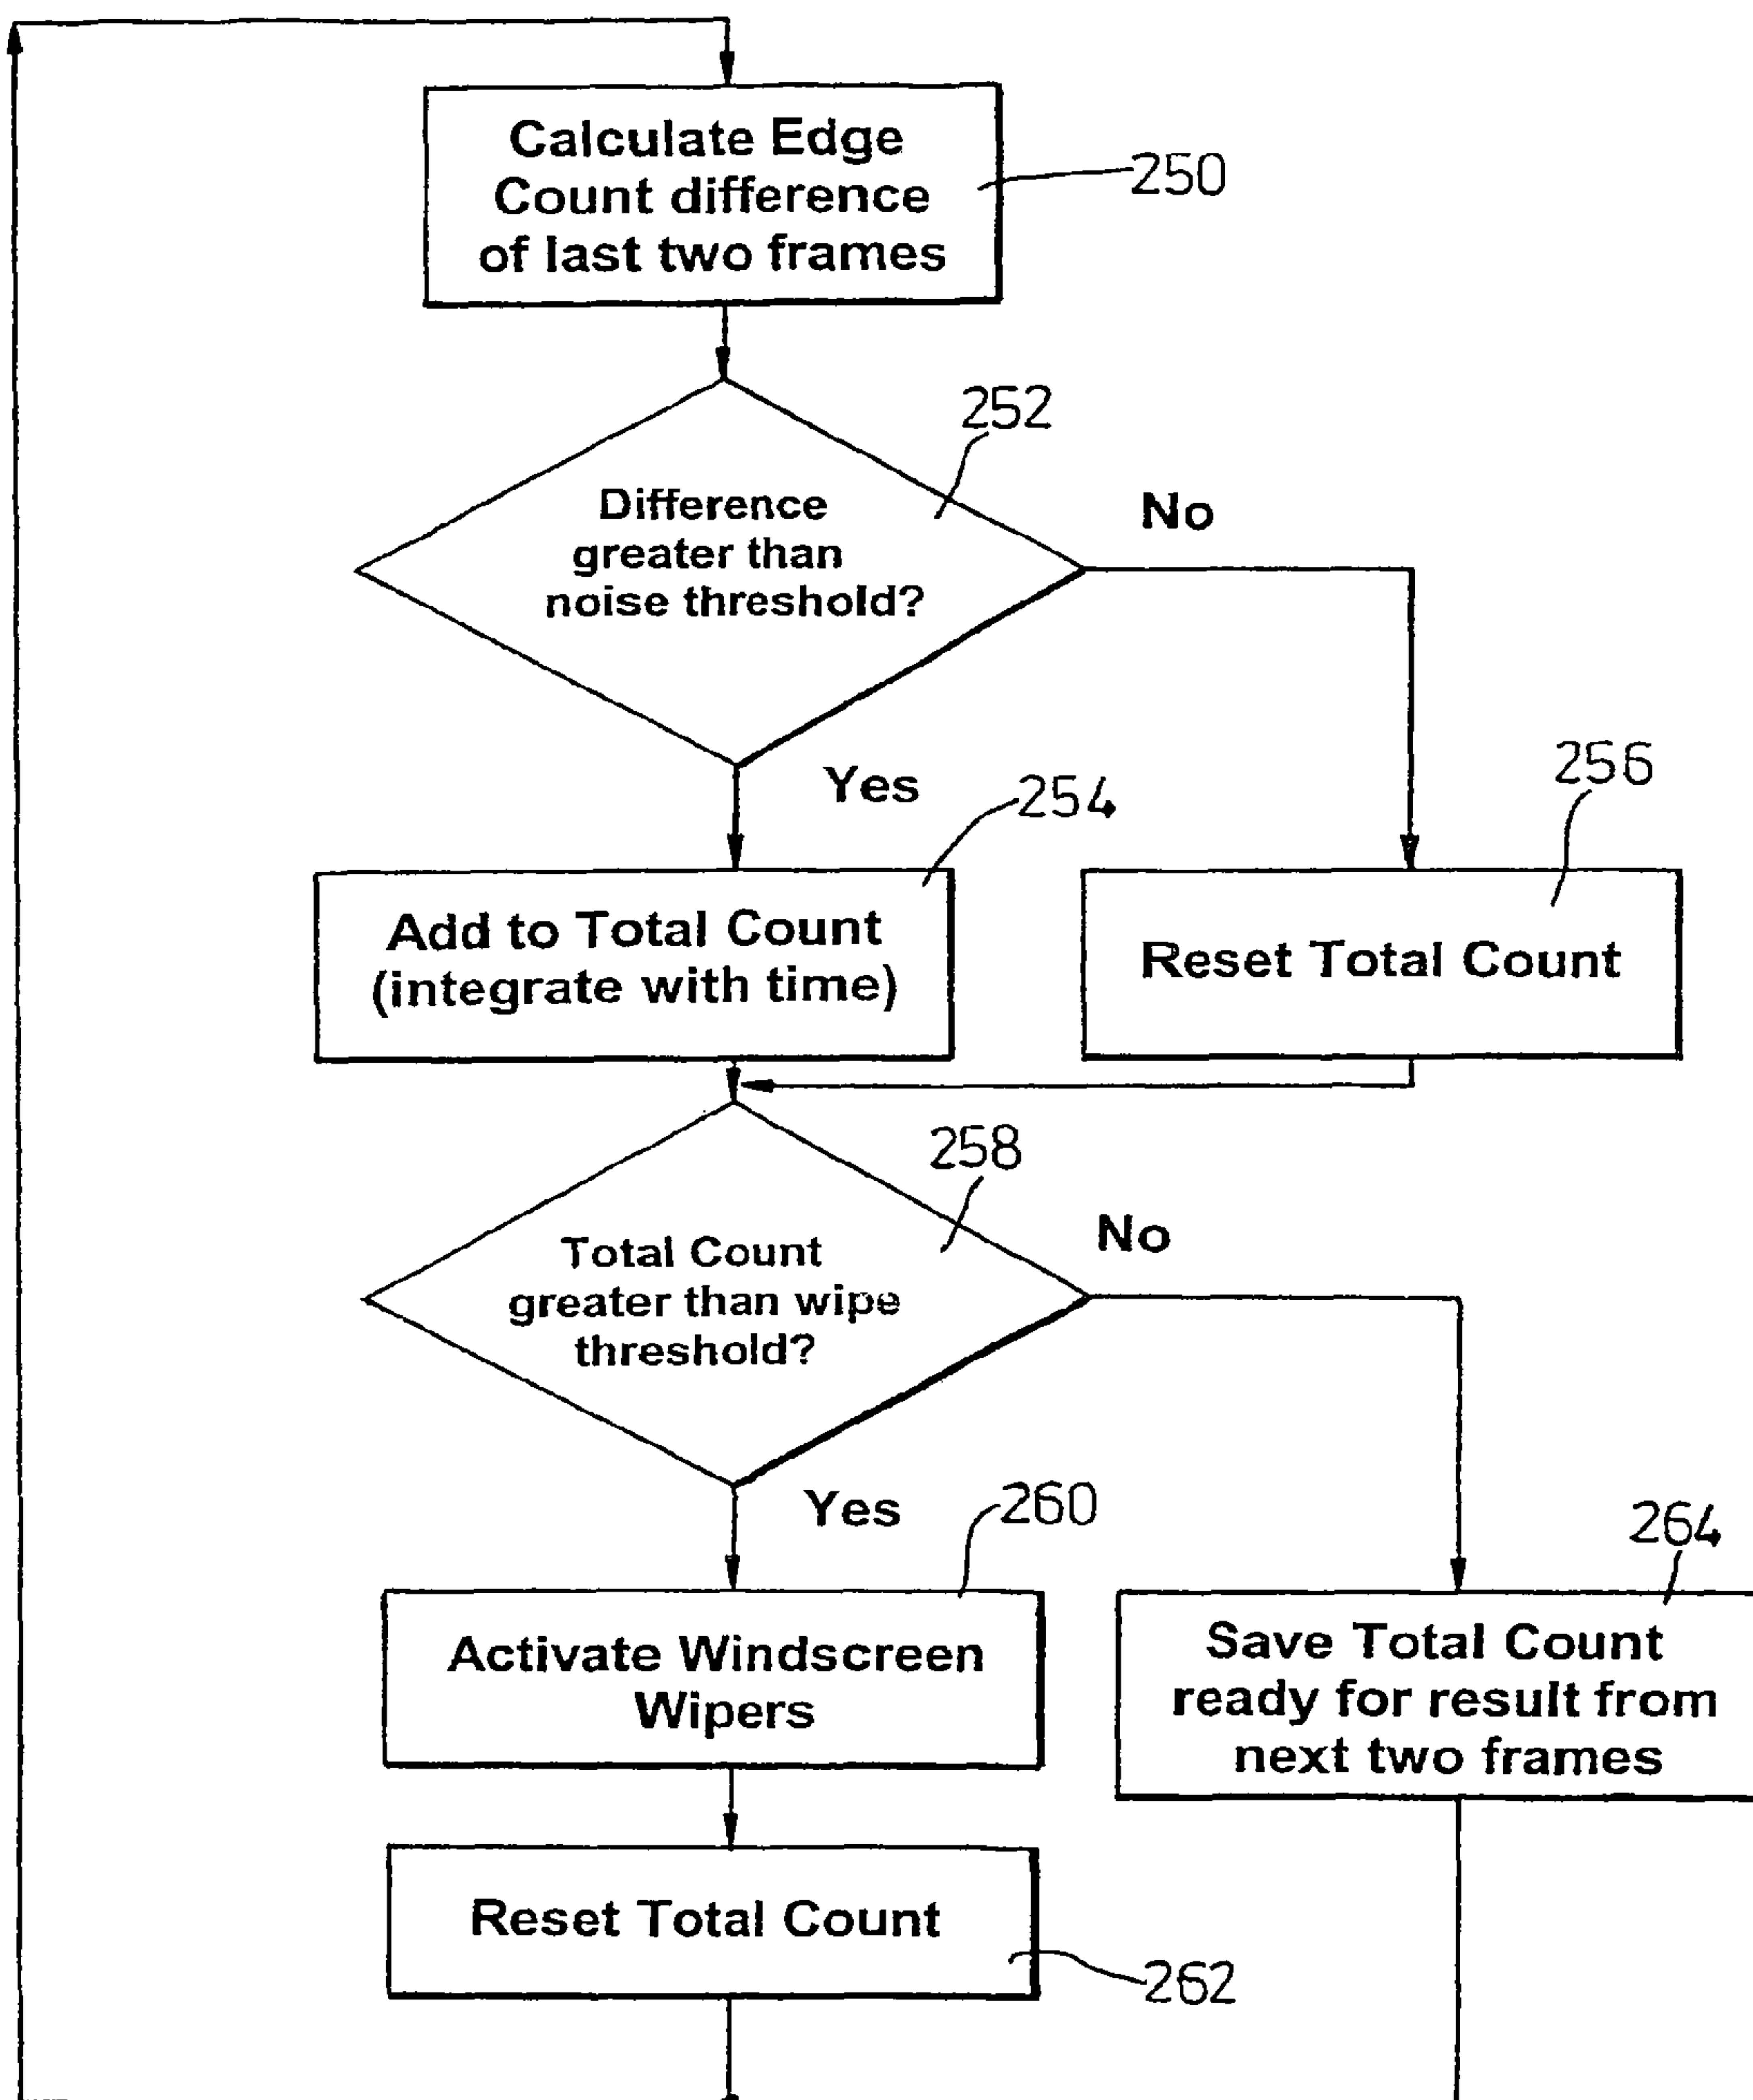 Calculate Edge
Count difference
of last two frames
250
252
Difference
greater than
noise threshold?
No
Yes
254
256
Add to Total Count
(integrate with time)
Reset Total Count
258
Total Count
greater than wipe
threshold?
No
Yes
260
264
Activate Windscreen
Wipers
Save Total Count
ready for result from
next two frames
Reset Total Count
262